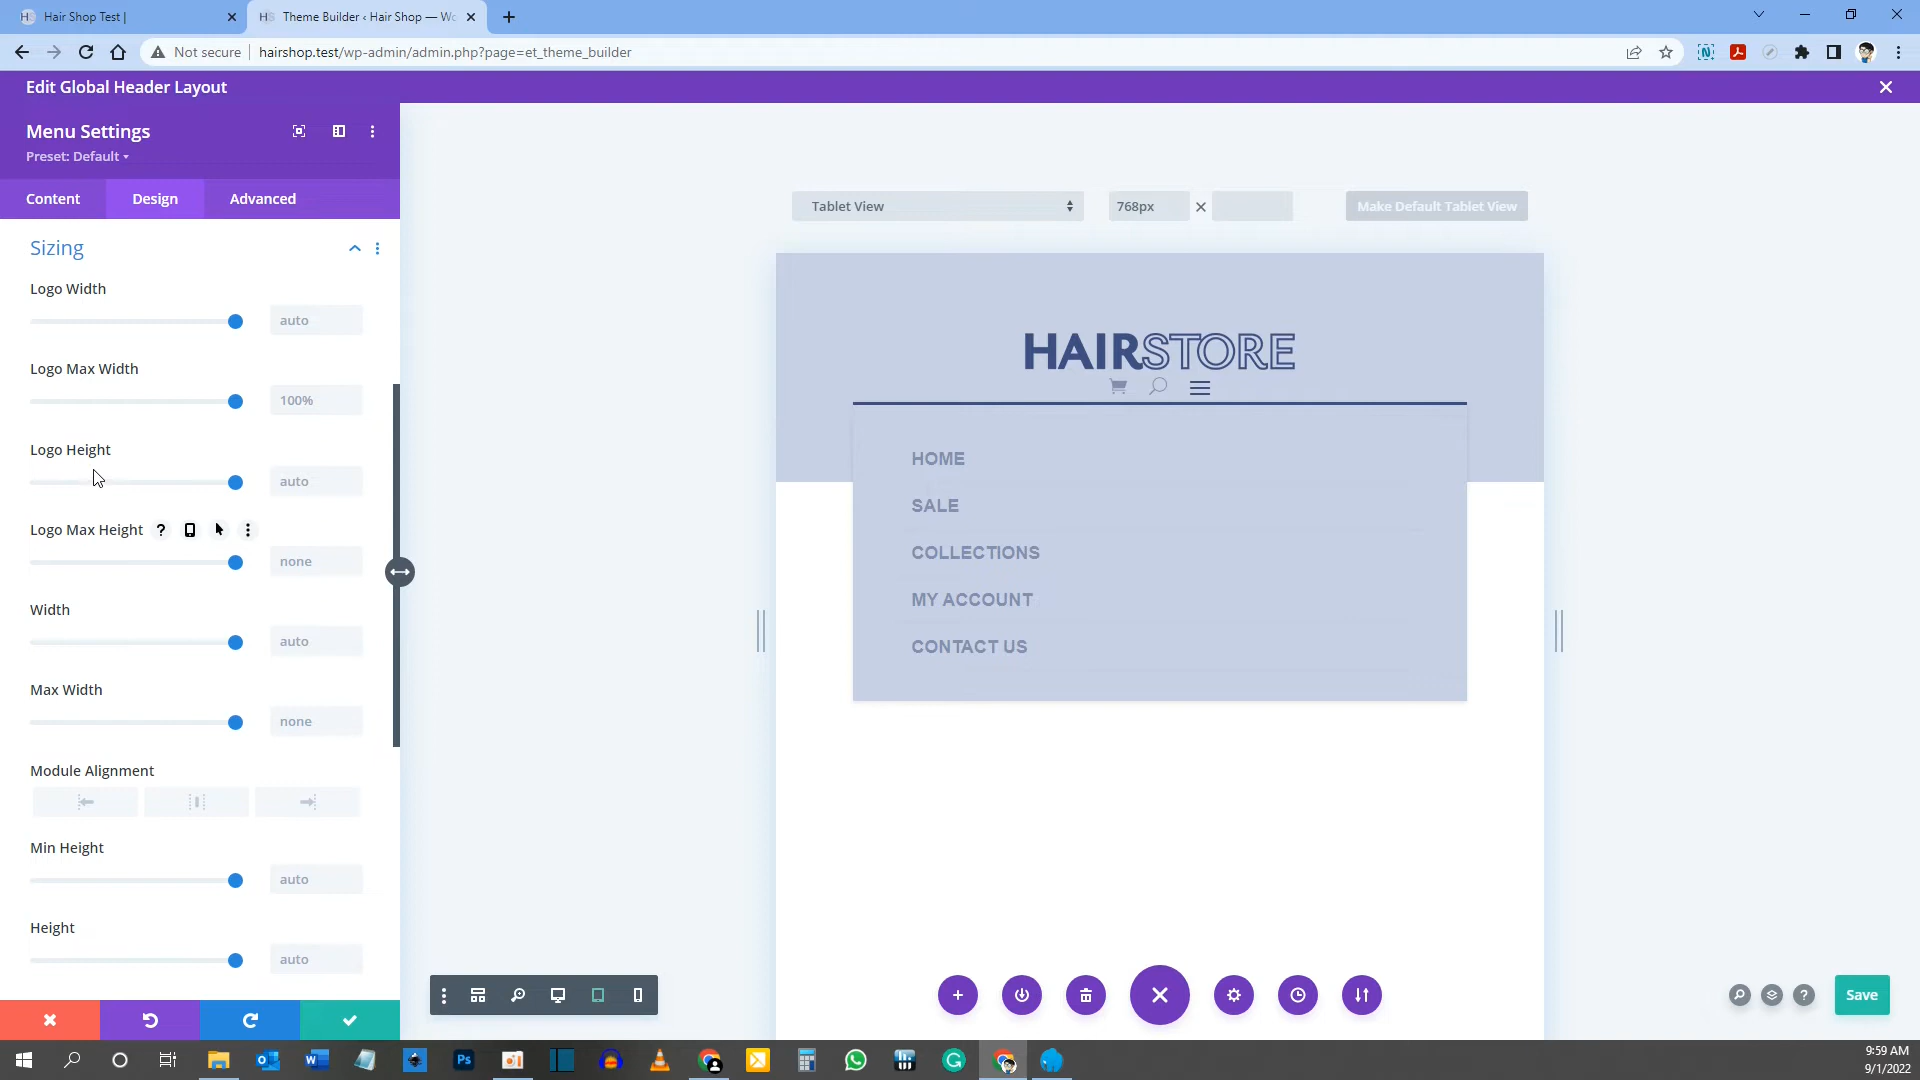 Hair Shop Test |
Theme Builder ‹ Hair Shop — Wo
Not secure
hairshop.test/wp-admin/admin.php?page=et_theme_builder
Edit Global Header Layout
Menu Settings
Preset: Default
Content
Design
Advanced
Sizing
Logo Width
auto
Logo Max Width
100%
Logo Height
auto
Logo Max Height ?
none
Width
auto
Max Width
none
Module Alignment
Min Height
auto
Height
auto
Tablet View
768px
Make Default Tablet View
HAIRSTORE
HOME
SALE
COLLECTIONS
MY ACCOUNT
CONTACT US
?
Save
Ps
9:59 AM
9/1/2022